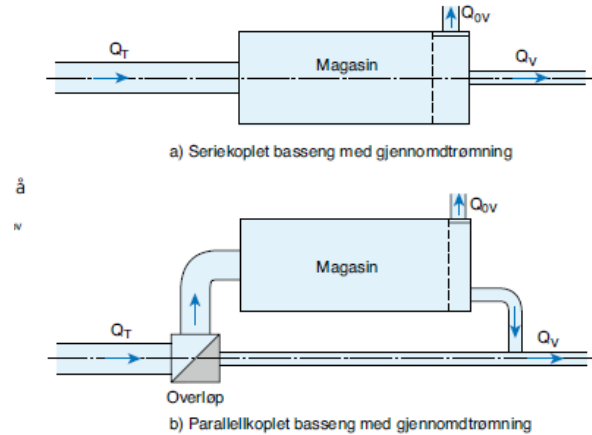 Q0V
QT
Magasin
QV
a) Seriekoplet basseng med gjennomdtrømning
å
Q0V
Magasin
QT
QV
Overløp
b) Parallellkoplet basseng med gjennomdtrømning